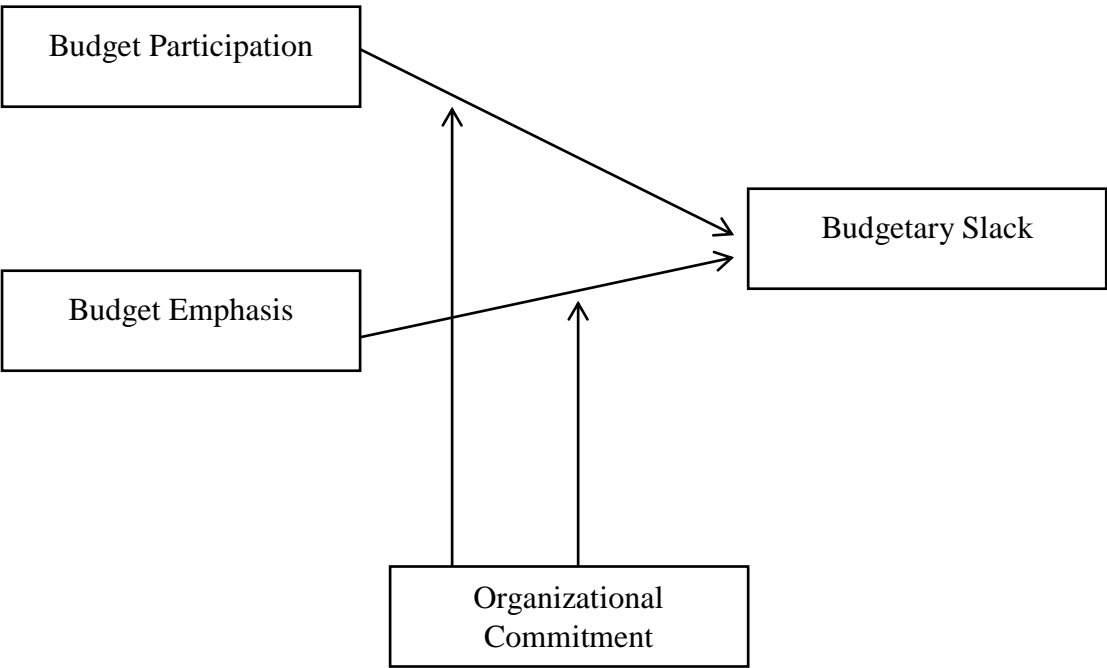 Budget Participation
Budgetary Slack
Budget Emphasis
Organizational
Commitment